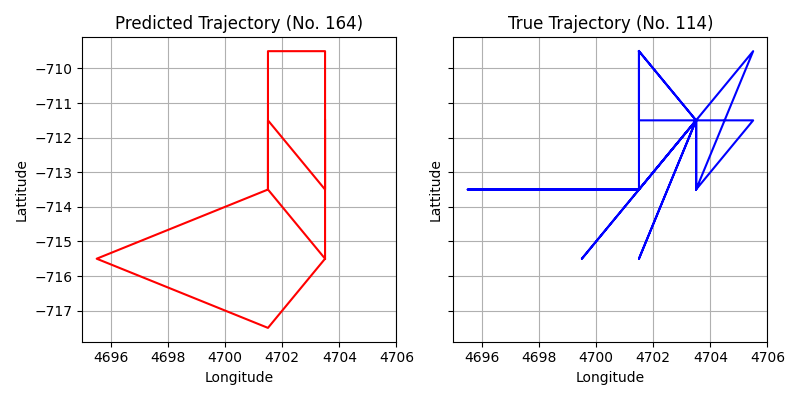 Predicted Trajectory (No. 164)
−710
−711
−712
−713
−714
−715
−716
−717
Lattitude
4696 4698 4700 4702 4704 4706
Longitude
True Trajectory (No. 114)
Lattitude
4696 4698 4700 4702 4704 4706
Longitude